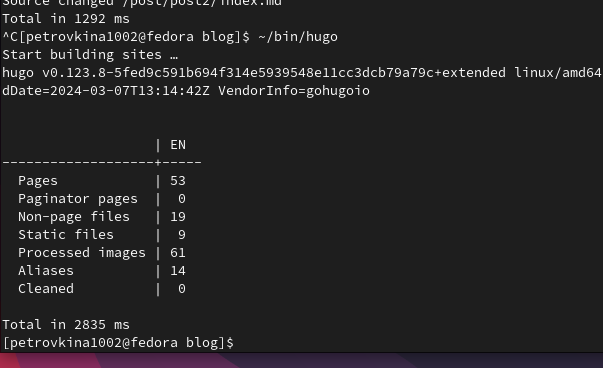 Source changed /post/post2/index.md
Total in 1292 ms
^C[petrovkina1002@fedora blog]$ ~/bin/hugo
Start building sites …
hugo v0.123.8-5fed9c591b694f314e5939548e11cc3dcb79a79c+extended linux/amd64
dDate=2024-03-07T13:14:42Z VendorInfo=gohugoio
| EN
-------------------+-----
Pages | 53
Paginator pages | 0
Non-page files | 19
Static files | 9
Processed images | 61
Aliases | 14
Cleaned | 0
Total in 2835 ms
[petrovkina1002@fedora blog]$